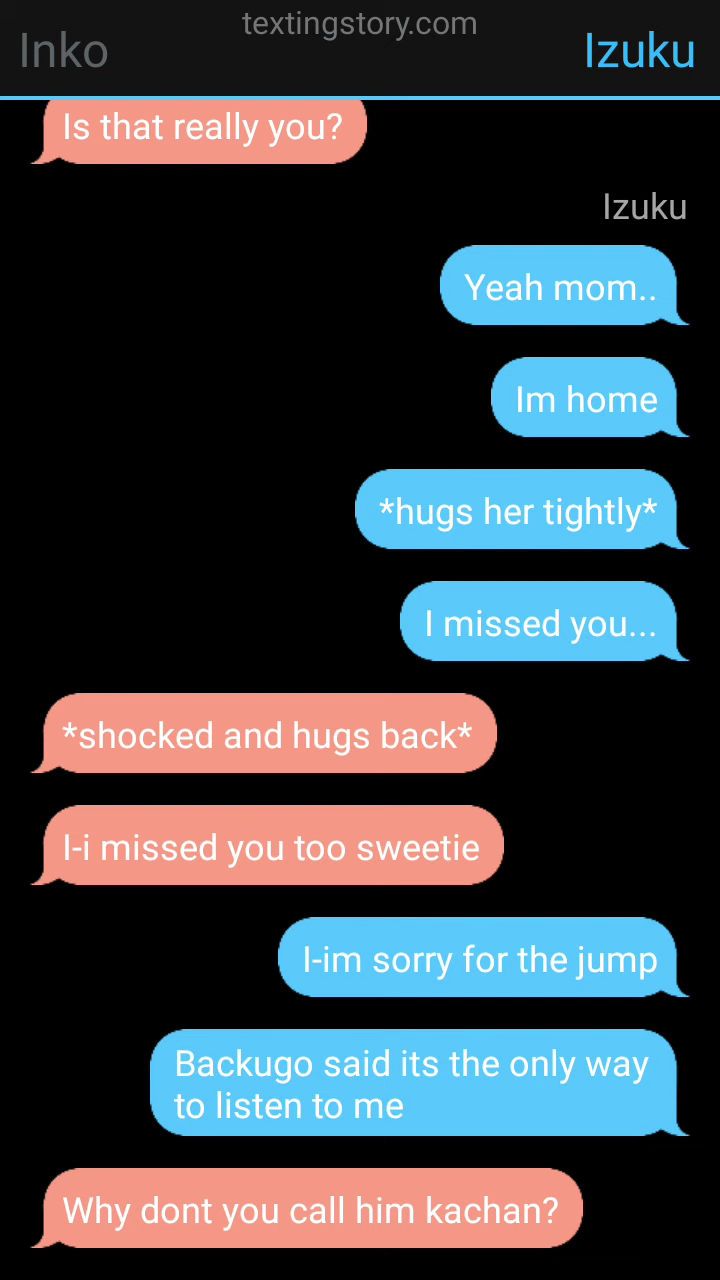 textingstory.com
Inko
Izuku
Is that really you?
Izuku
Yeah mom..
Im home
*hugs her tightly*
I missed you...
*shocked and hugs back*
I-i missed you too sweetie
I-im sorry for the jump
Backugo said its the only way
to listen to me
Why dont you call him kachan?